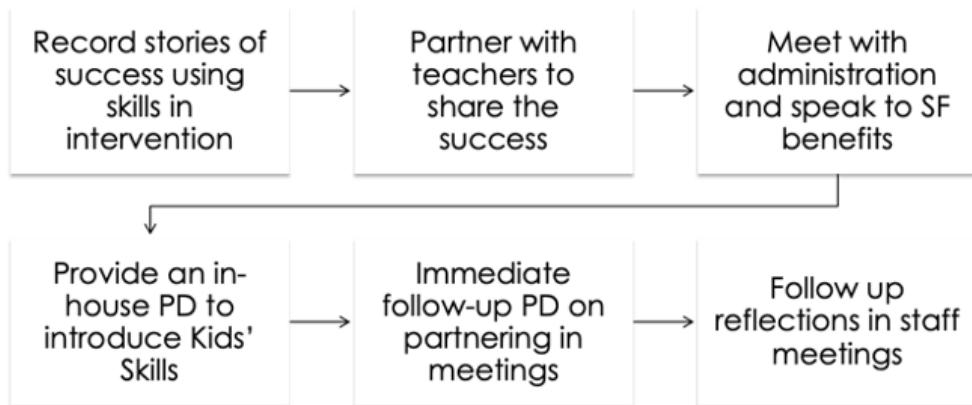 Record stories of
success using
skills in
intervention
Partner with
teachers to
share the
success
Meet with
administration
and speak to SF
benefits
Provide an in-
house PD to
introduce Kids'
Skills
Immediate
follow-up PD on
partnering in
meetings
Follow up
reflections in staff
meetings